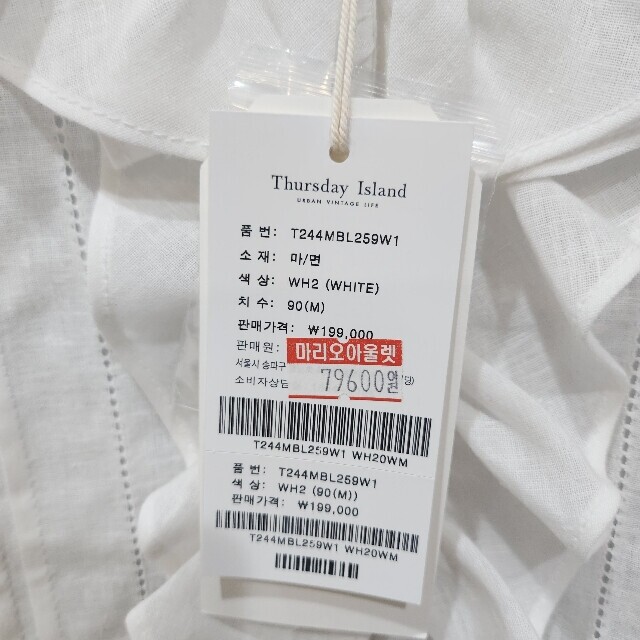 Thursday Island
URBAN VINTAGE LIFE
품 번: T244MBL259W1
소 재: 마/면
색 상: WH2 (WHITE)
치 수: 90(M)
판매가격: ₩199,000
판매원: 마리오아울렛
서울시 송파구
소비자상담 79600원
T244MBL259W1 WH20WM
품 번: T244MBL259W1
색 상: WH2 (90(M))
판매가격: ₩199,000
T244MBL259W1 WH20WM